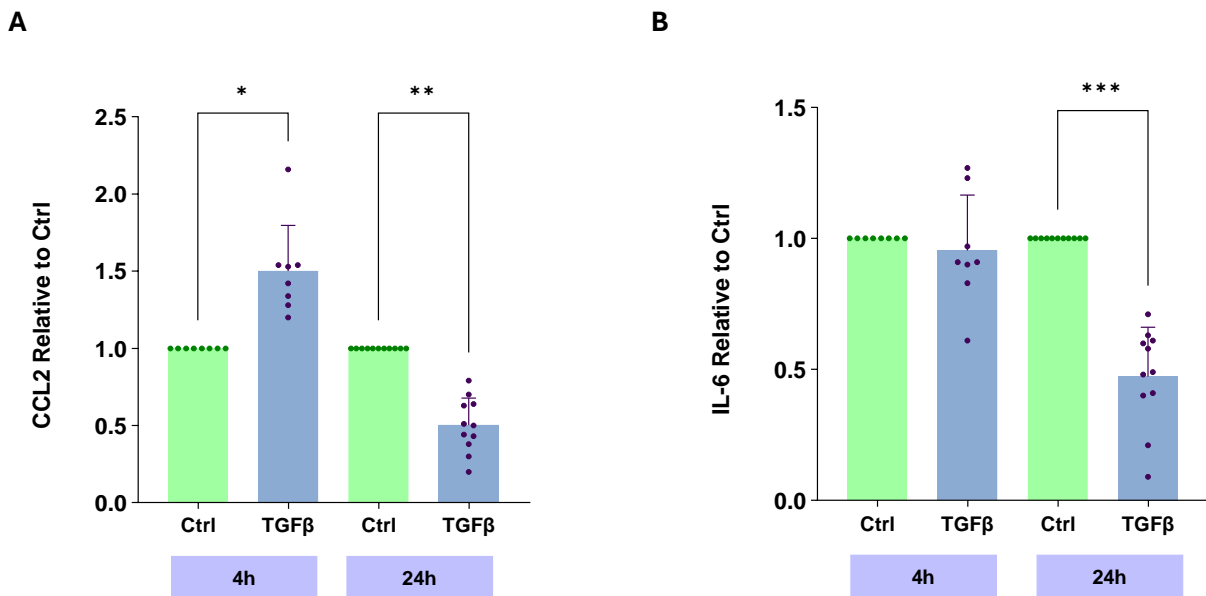 A
B
*
**
***
2.5
2.0
1.5
1.0
0.5
0.0
CCL2 Relative to Ctrl
Ctrl
TGFβ
Ctrl
TGFβ
4h
24h
1.5
1.0
0.5
0.0
IL-6 Relative to Ctrl
Ctrl
TGFβ
Ctrl
TGFβ
4h
24h